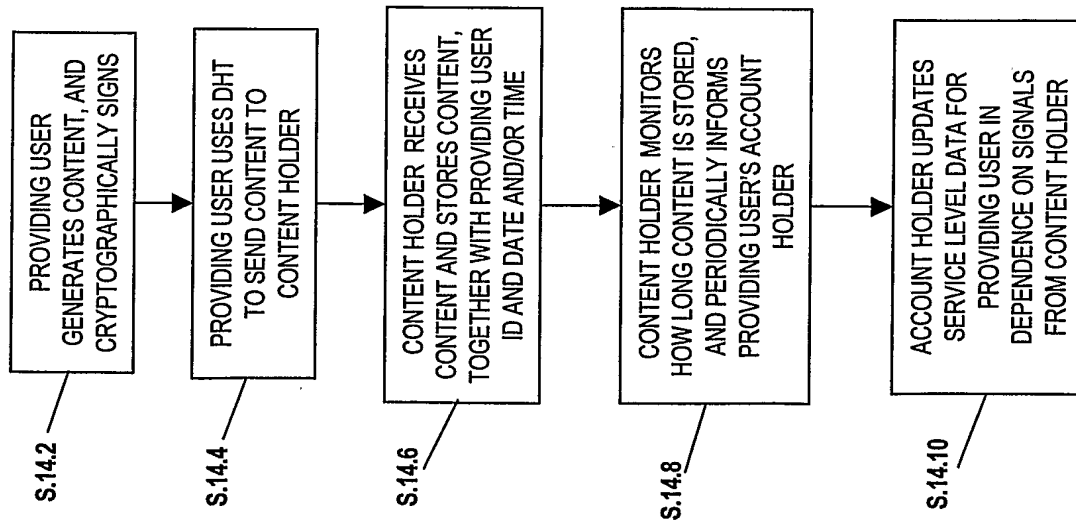 S.14.2
PROVIDING USER
GENERATES CONTENT, AND
CRYPTOGRAPHICALLY SIGNS
S.14.4
PROVIDING USER USES DHT
TO SEND CONTENT TO
CONTENT HOLDER
S.14.6
CONTENT HOLDER RECEIVES
CONTENT AND STORES CONTENT,
TOGETHER WITH PROVIDING USER
ID AND DATE AND/OR TIME
S.14.8
CONTENT HOLDER MONITORS
HOW LONG CONTENT IS STORED,
AND PERIODICALLY INFORMS
PROVIDING USER'S ACCOUNT
HOLDER
S.14.10
ACCOUNT HOLDER UPDATES
SERVICE LEVEL DATA FOR
PROVIDING USER IN
DEPENDENCE ON SIGNALS
FROM CONTENT HOLDER